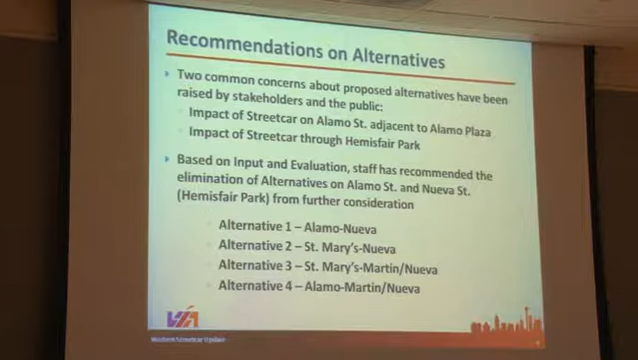 Recommendations on Alternatives
Two common concerns about proposed alternatives have been
raised by stakeholders and the public:
Impact of Streetcar on Alamo St. adjacent to Alamo Plaza
Impact of Streetcar through Hemisfair Park
Based on Input and Evaluation, staff has recommended the
elimination of Alternatives on Alamo St. and Nueva St.
(Hemisfair Park) from further consideration
Alternative 1 – Alamo-Nueva
Alternative 2 – St. Mary's-Nueva
Alternative 3 – St. Mary's-Martin/Nueva
Alternative 4 – Alamo-Martin/Nueva
VIA
Modern Streetcar Update